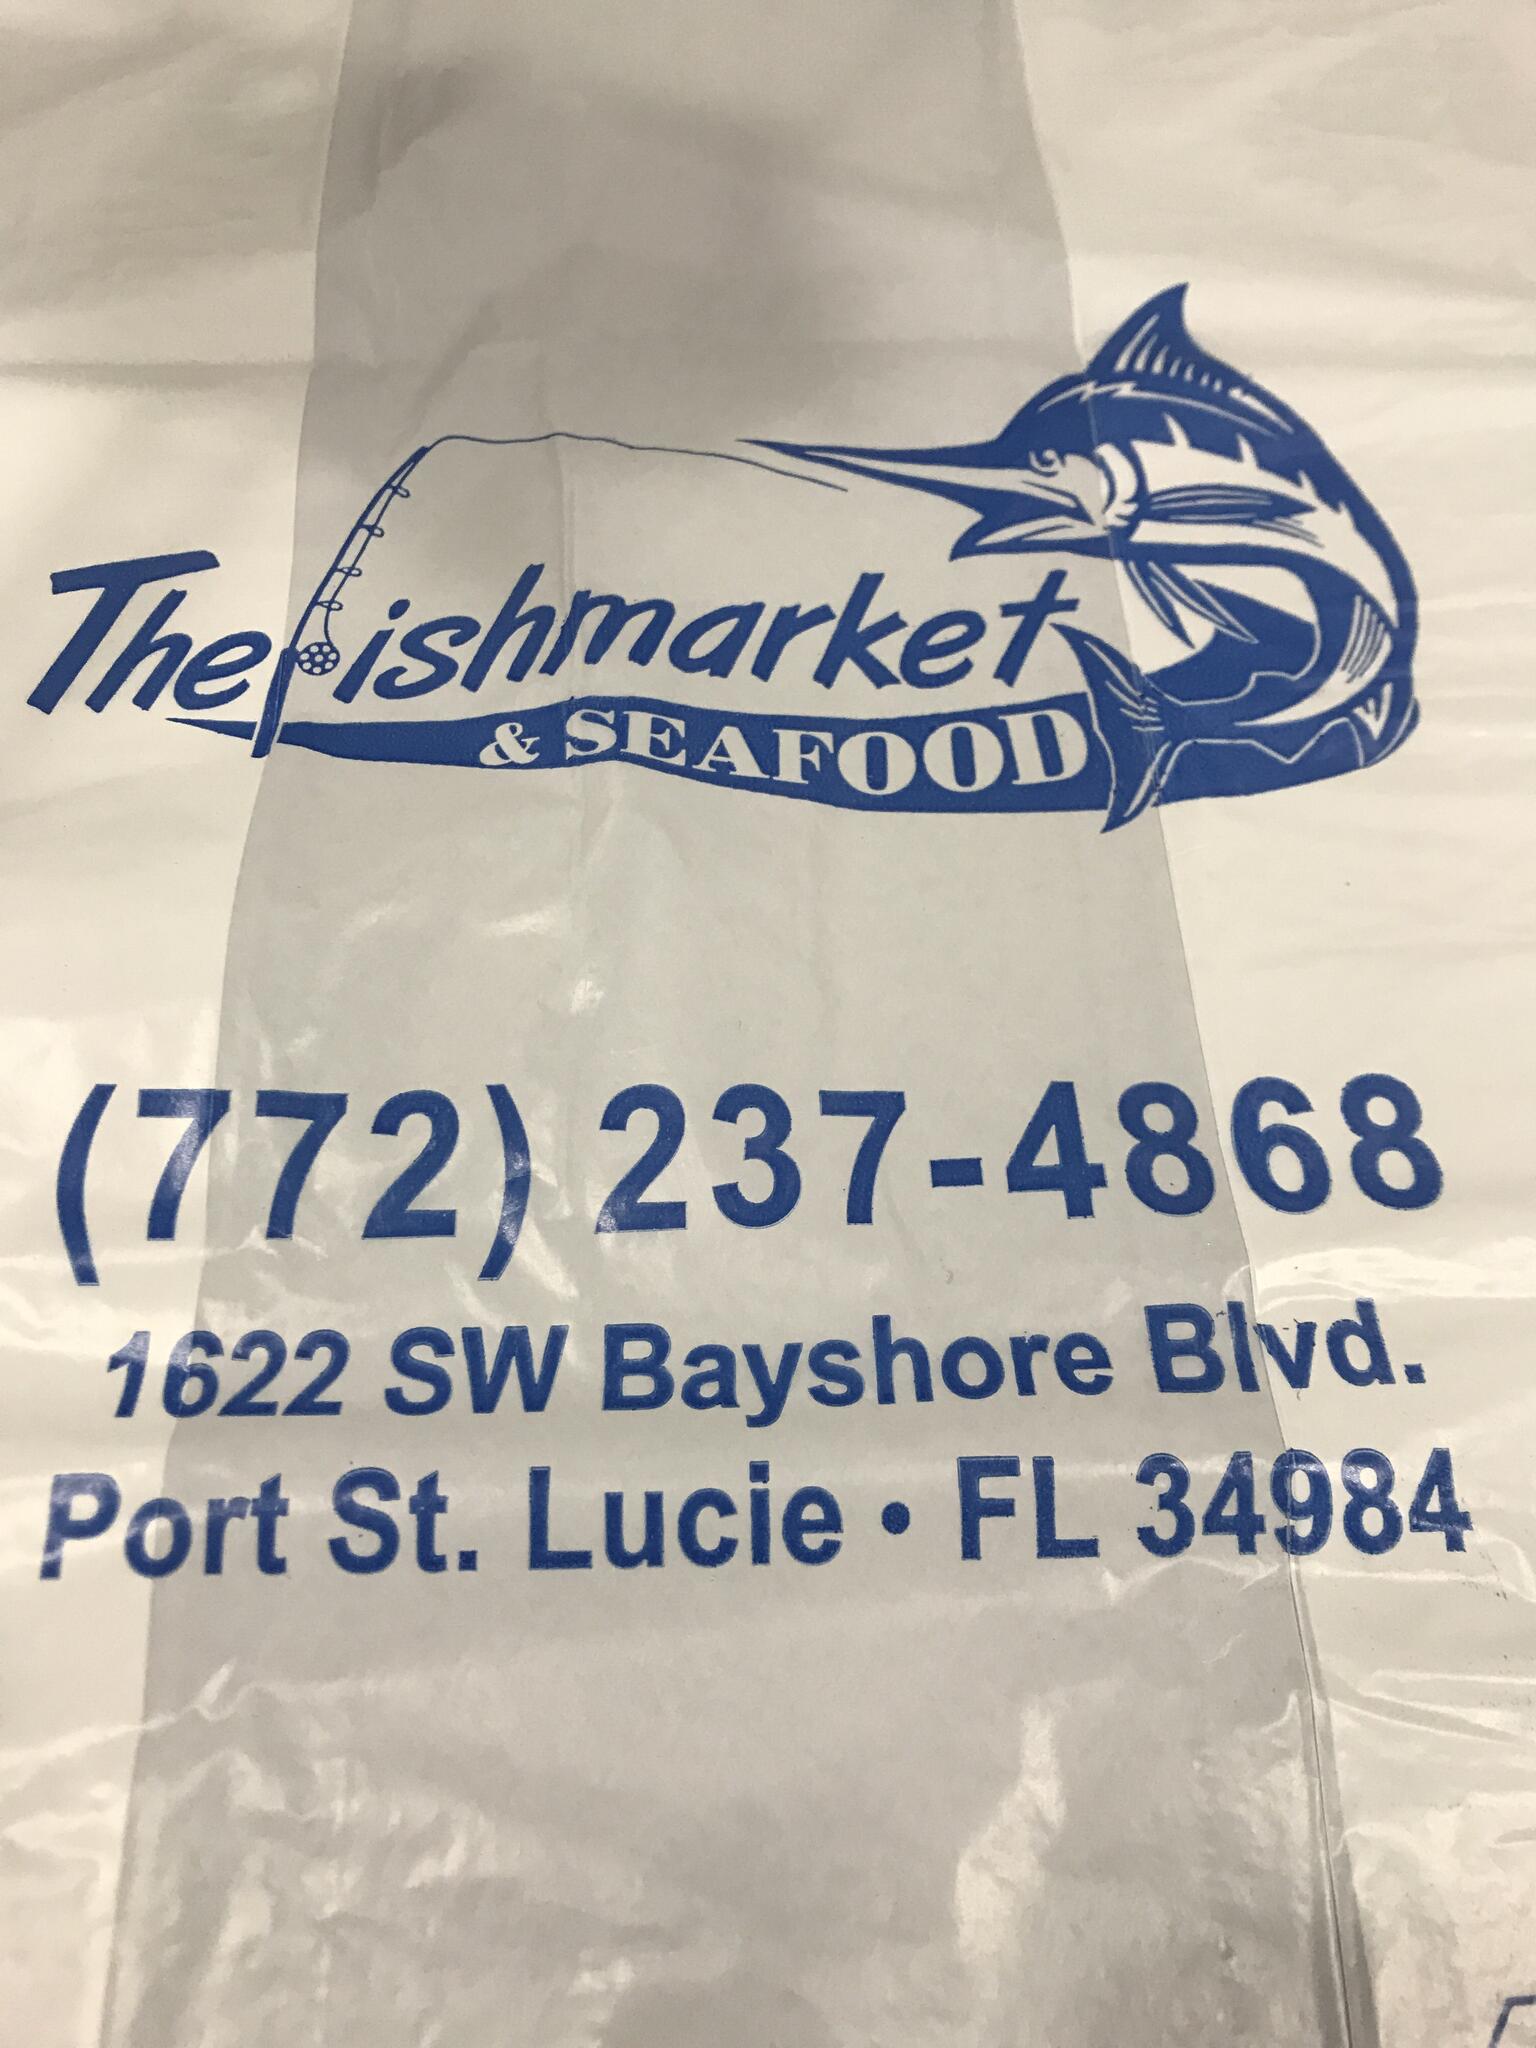 The Fishmarket
& SEAFOOD
(772) 237-4868
1622 SW Bayshore Blvd.
Port St. Lucie • FL 34984